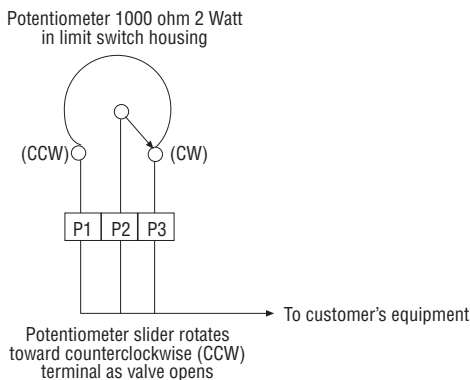 Potentiometer 1000 ohm 2 Watt
in limit switch housing
(CCW) (CW)
P1 P2 P3
To customer's equipment
Potentiometer slider rotates
toward counterclockwise (CCW)
terminal as valve opens